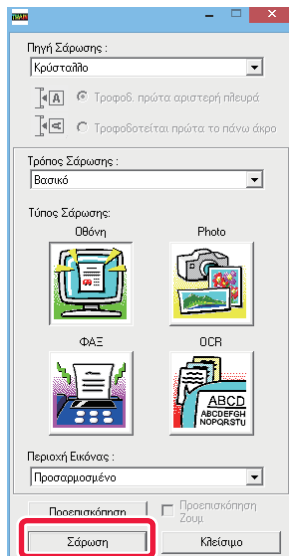 Πηγή Σάρωσης :
Κρύσταλλο
A Τροφοδ. πρώτα αριστερή πλευρά
A Τροφοδοτείται πρώτα το πάνω άκρο
Τρόπος Σάρωσης :
Βασικό
Τύπος Σάρωσης:
Οθόνη Photo
ΦΑΞ OCR
ABCD
ABCDEFGH
NOPQRSTU
Περιοχή Εικόνας :
Προσαρμοσμένο
Προεπισκόπηση Προεπισκόπηση
Ζουμ
Σάρωση Κλείσιμο